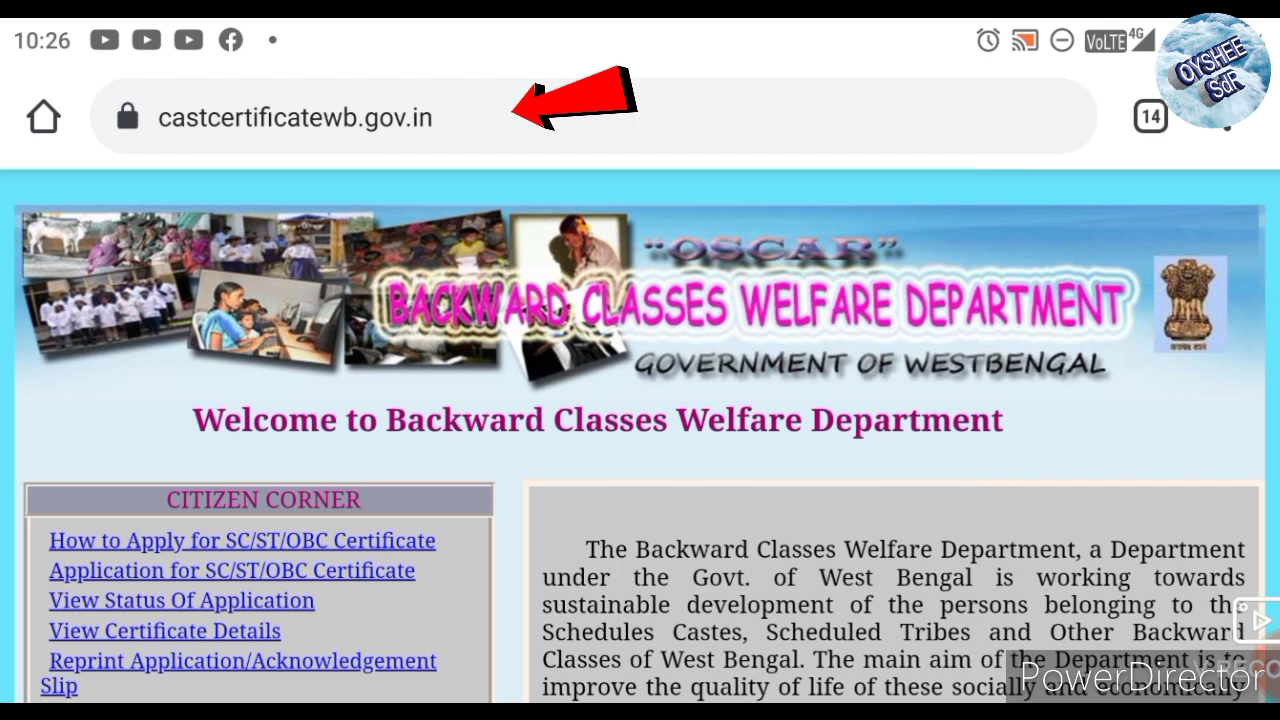 10:26
VoLTE 4G
OYSHEE
SdR
castcertificatewb.gov.in
14
"OSCAR"
BACKWARD CLASSES WELFARE DEPARTMENT
GOVERNMENT OF WESTBENGAL
Welcome to Backward Classes Welfare Department
CITIZEN CORNER
How to Apply for SC/ST/OBC Certificate
Application for SC/ST/OBC Certificate
View Status Of Application
View Certificate Details
Reprint Application/Acknowledgement
Slip
The Backward Classes Welfare Department, a Department
under the Govt. of West Bengal is working towards
sustainable development of the persons belonging to the
Schedules Castes, Scheduled Tribes and Other Backward
Classes of West Bengal. The main aim of the Department is to
improve the quality of life of these socially and economically
PowerDirector